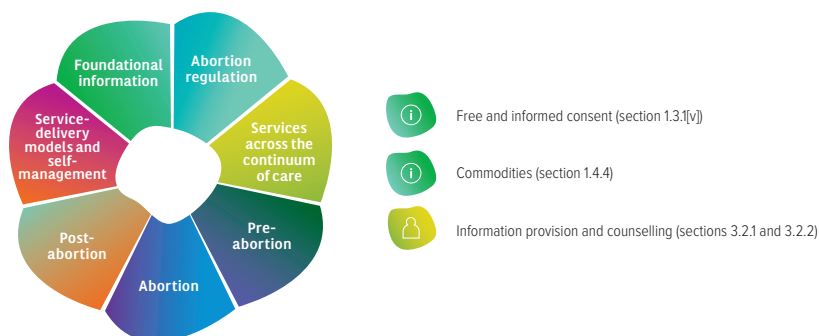 Foundational
information
Abortion
regulation
Services
across the
continuum
of care
Pre-
abortion
Abortion
Post-
abortion
Service-
delivery
models and
self-
management
Free and informed consent (section 1.3.1[v])
Commodities (section 1.4.4)
Information provision and counselling (sections 3.2.1 and 3.2.2)